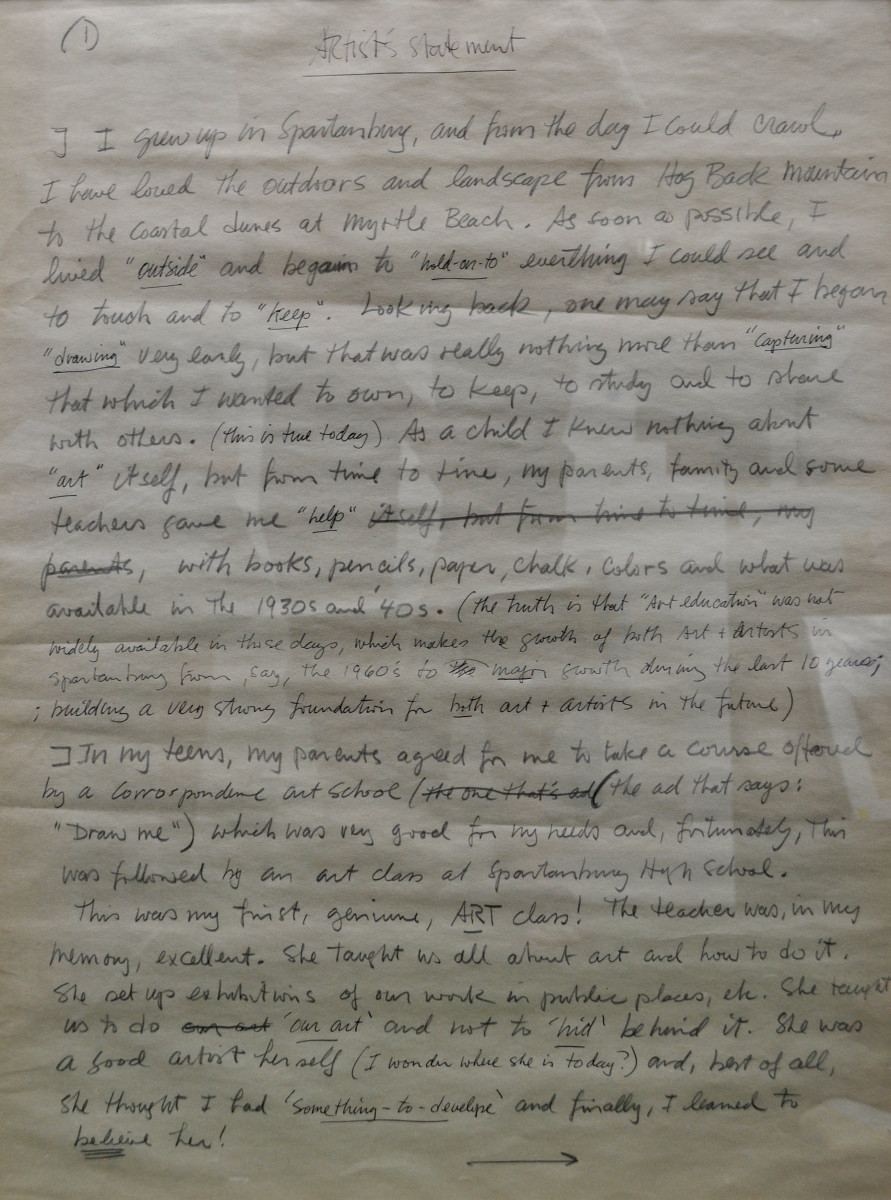 1
Artist's statement
] I grew up in Spartanburg, and from the day I could crawl,
I have loved the outdoors and landscape from Hog Back Mountain
to the coastal dunes at Myrtle Beach. As soon as possible, I
lived "outside" and began to "hold-on-to" everthing I could see and
to touch and to "keep". Looking back, one may say that I began
"drawing" very early, but that was really nothing more than "capturing"
that which I wanted to own, to keep, to study and to share
with others. (this is true today) As a child I knew nothing about
"art" itself, but from time to time, my parents, family and some
teachers gave me "help" itself, but from time to time, my
parents, with books, pencils, paper, chalk, colors and what was
available in the 1930s and '40s. (the truth is that "Art education" was not
widely available in those days, which makes the growth of both Art + Artists in
Spartanburg from, say, the 1960's to major growth during the last 10 years;
; building a very strong foundation for both art + artists in the future)
] In my teens, my parents agreed for me to take a course offered
by a Correspondence art school (the one that's ad (the ad that says:
"Draw me") which was very good for my needs and, fortunately, this
was followed by an art class at Spartanburg High School.
This was my first, geniune, ART class! The teacher was, in my
memory, excellent. She taught us all about art and how to do it.
She set up exhibitions of our work in public places, etc. She taught
us to do our art 'our art' and not to 'hid' behind it. She was
a good artist herself (I wonder where she is today?) and, best of all,
she thought I had 'something-to-develipe' and finally, I learned to
believe her!